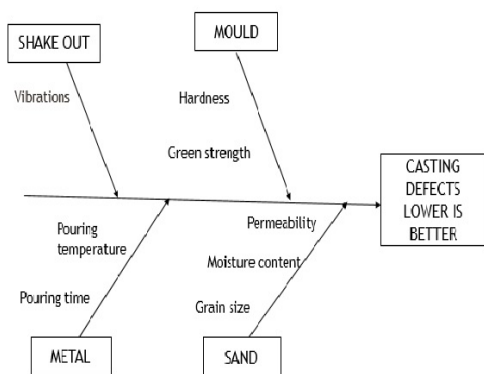 SHAKE OUT
MOULD
Vibrations
Hardness
Green strength
CASTING
DEFECTS
LOWER IS
BETTER
Permeability
Pouring
temperature
Moisture content
Pouring time
Grain size
METAL
SAND